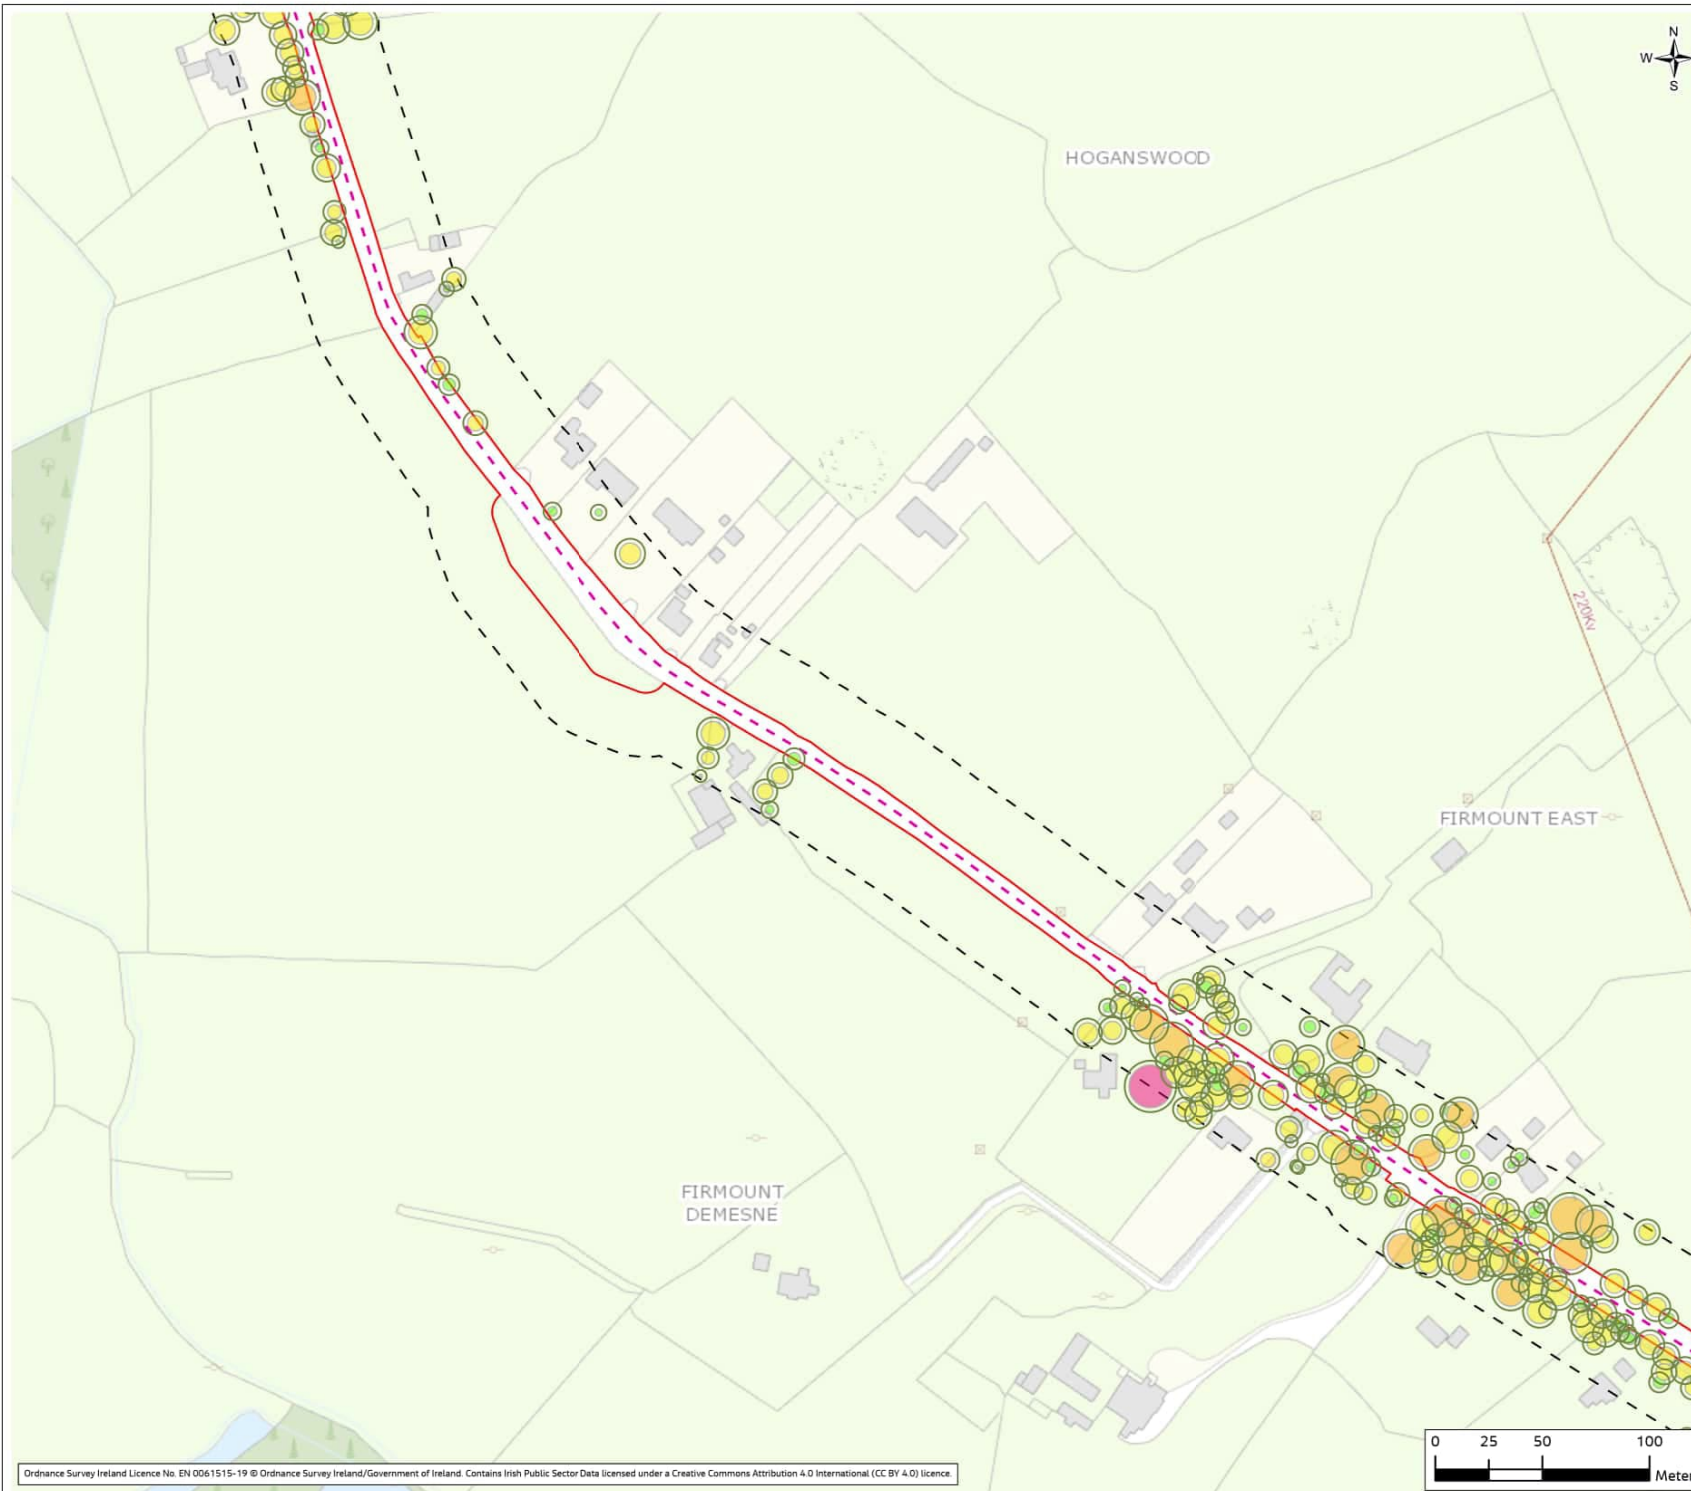 N
W
S
HOGANSWOOD
220Kv
FIRMOUNT EAST
FIRMOUNT
DEMESNE
0 25 50 100
Meter
Ordnance Survey Ireland Licence No. EN 0061515-19 © Ordnance Survey Ireland/Government of Ireland. Contains Irish Public Sector Data licensed under a Creative Commons Attribution 4.0 International (CC BY 4.0) licence.